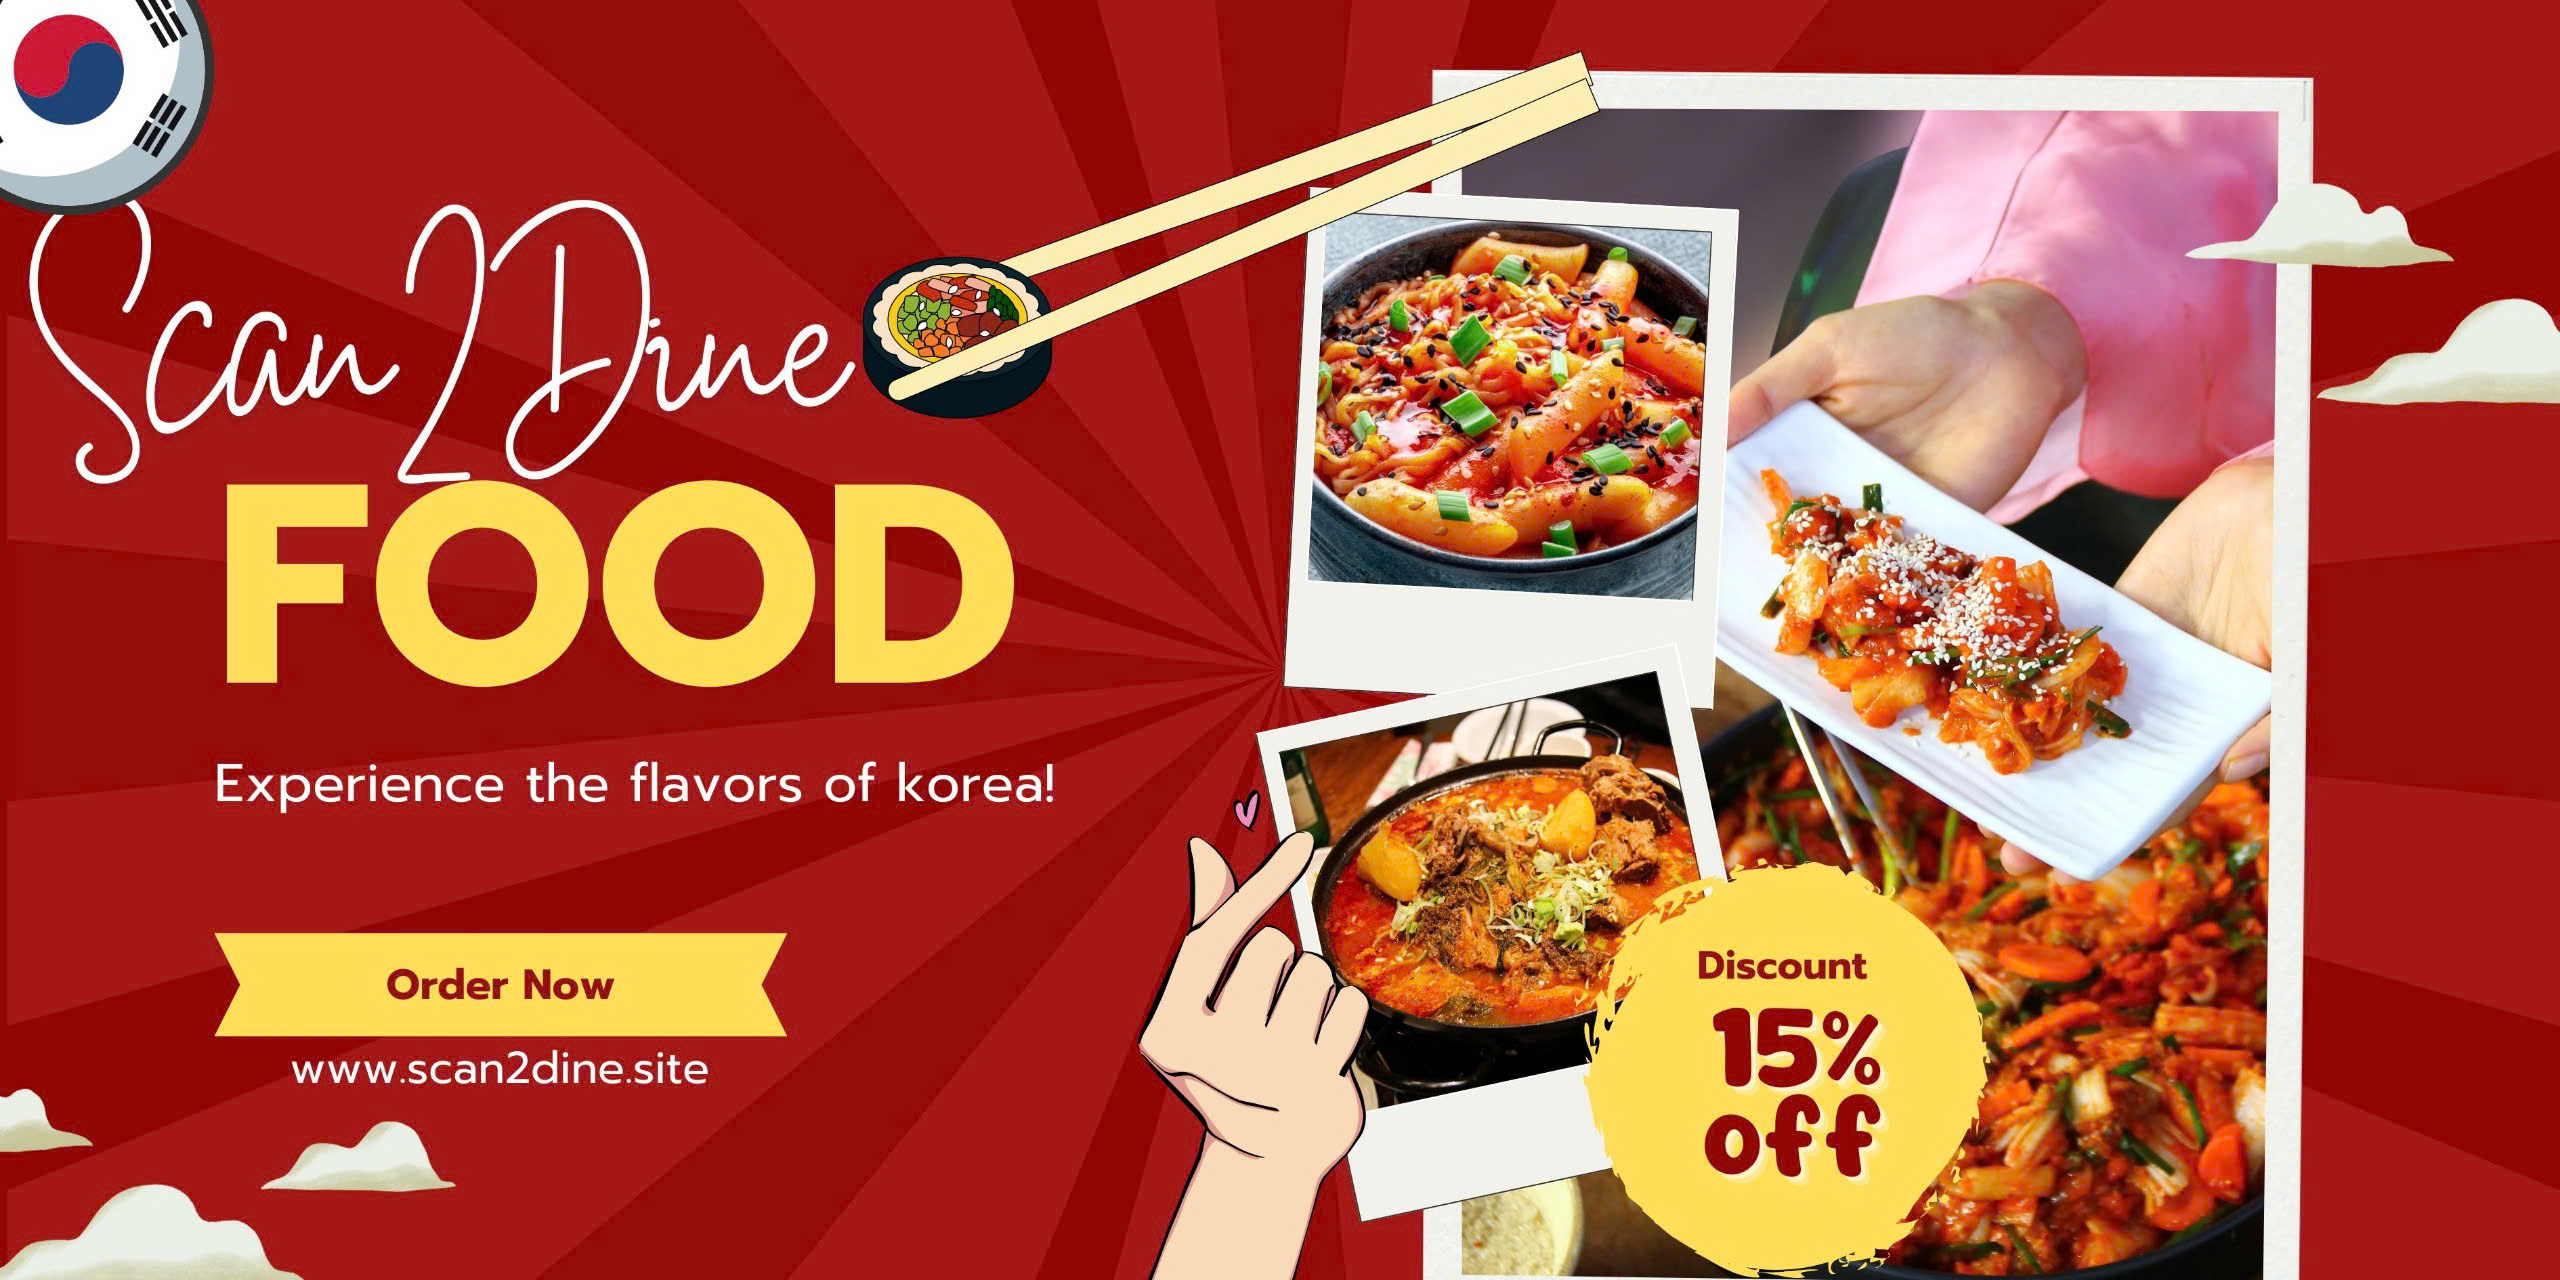 Scan2Dine
FOOD
Experience the flavors of korea!
Order Now
www.scan2dine.site
Discount
15%
off